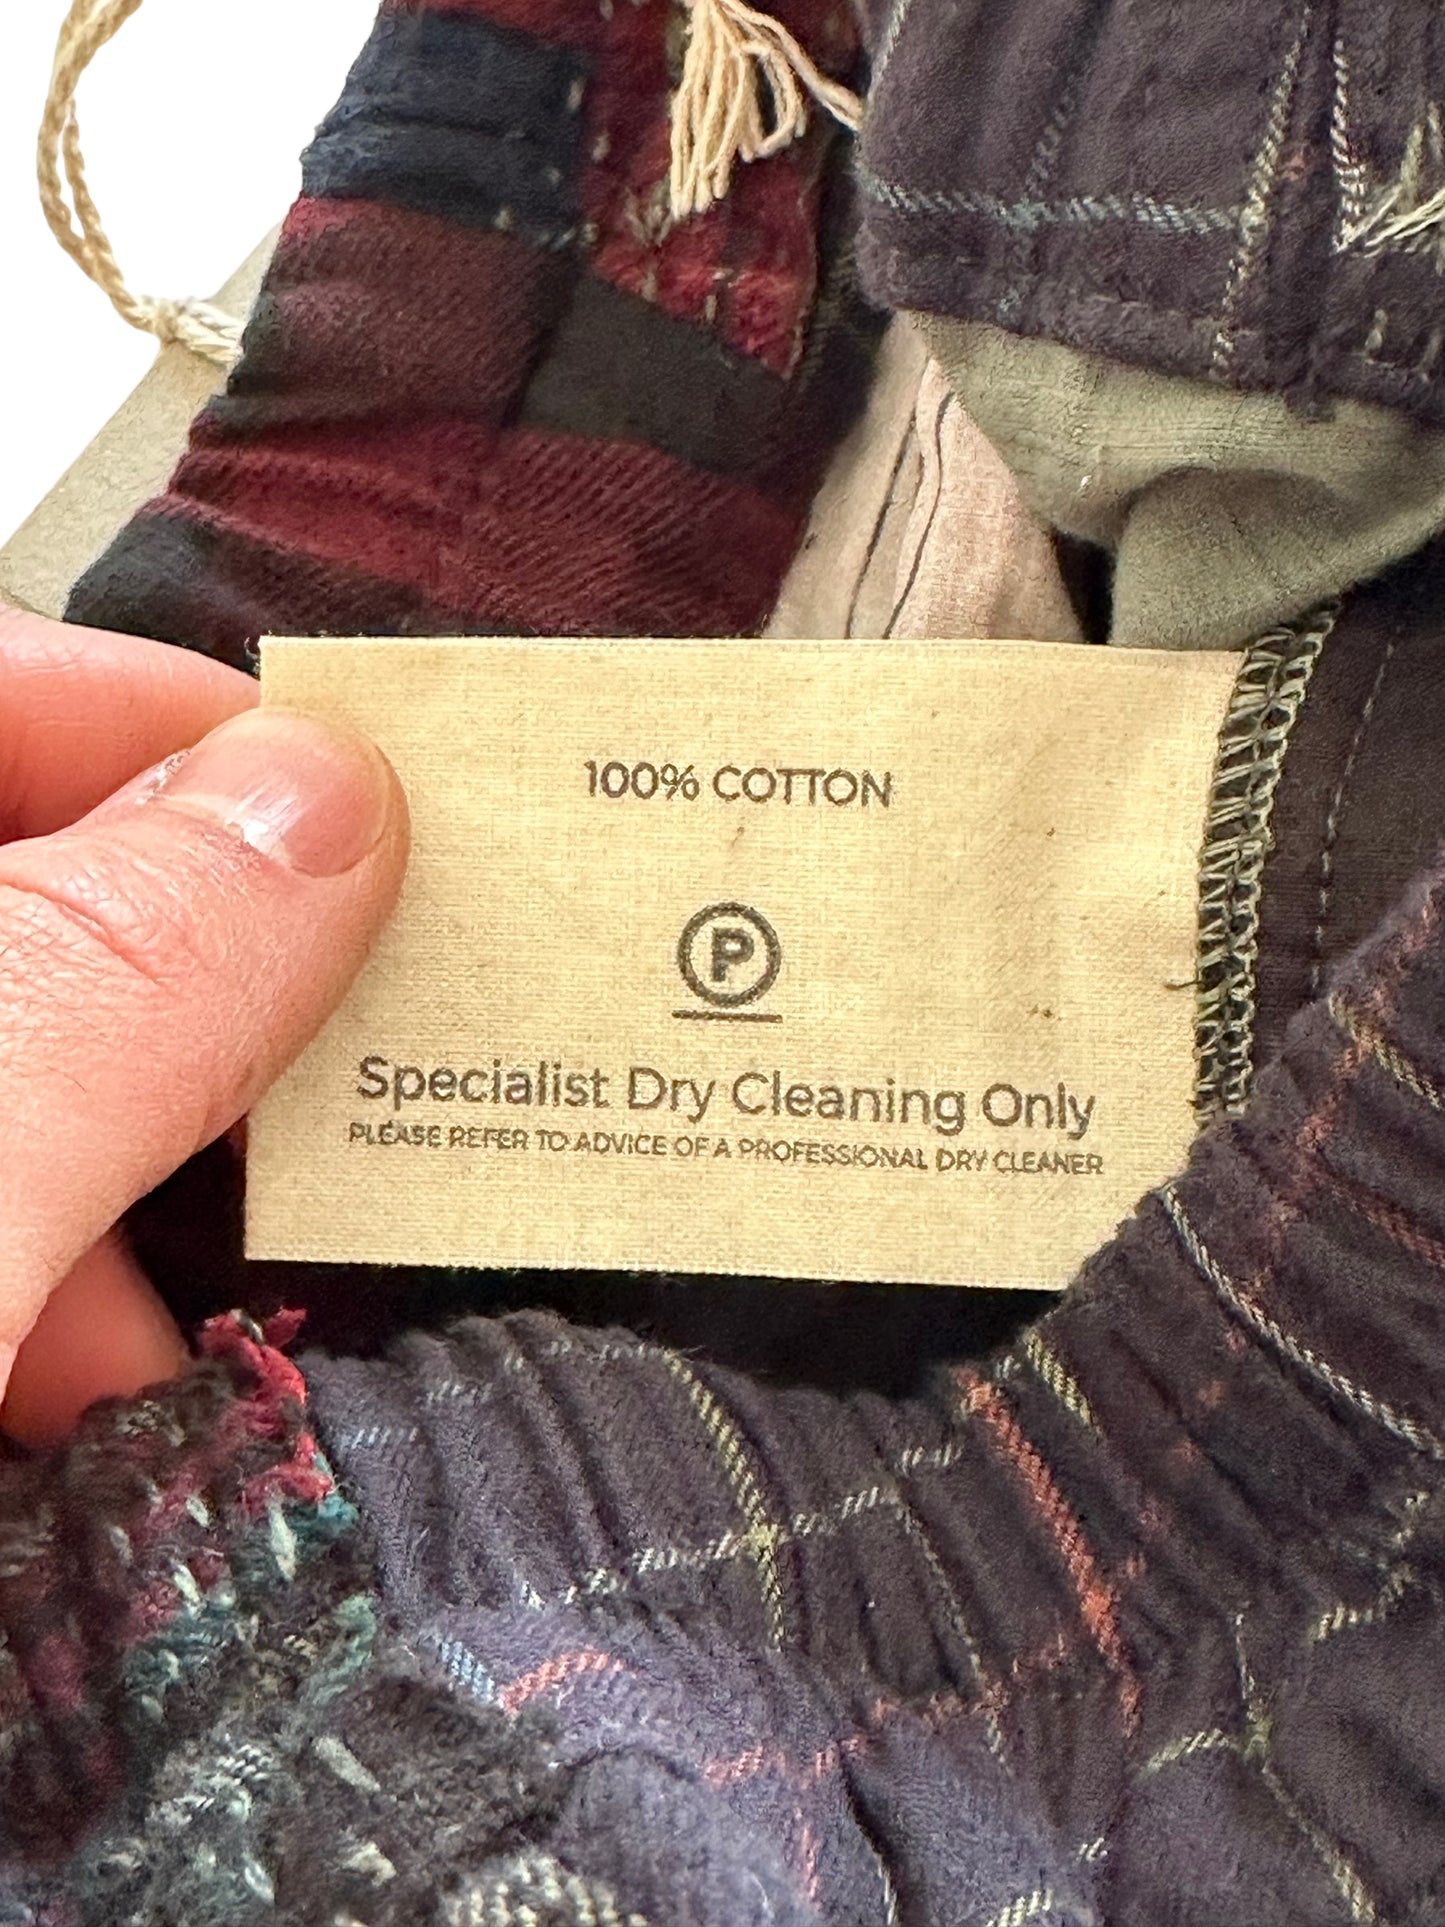 100% COTTON
P
Specialist Dry Cleaning Only
PLEASE REFER TO ADVICE OF A PROFESSIONAL DRY CLEANER